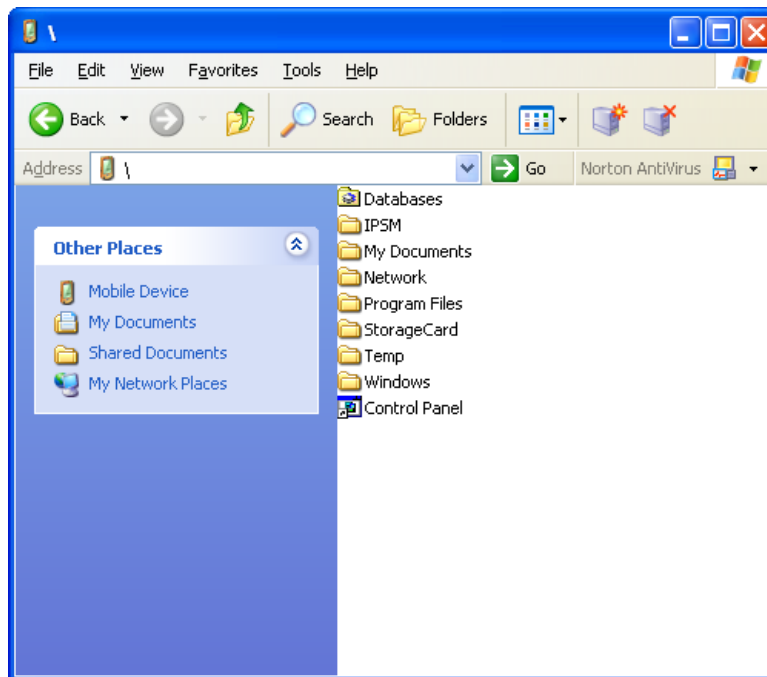 \
File Edit View Favorites Tools Help
Back Search Folders
Address \ Go Norton AntiVirus
Other Places
Mobile Device
My Documents
Shared Documents
My Network Places
Databases
IPSM
My Documents
Network
Program Files
StorageCard
Temp
Windows
Control Panel